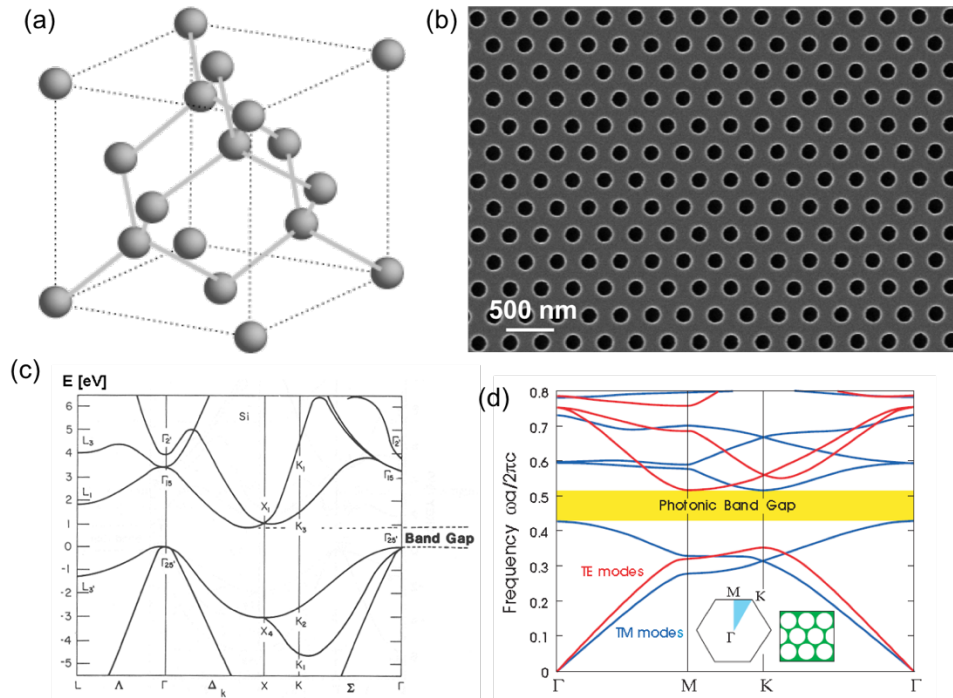 (a)
(b)
500 nm
(c)
E [eV]
6
5
4
3
2
1
0
-1
-2
-3
-4
-5
Si
L3
L1
L3'
Γ2'
Γ15
Γ25'
X1
X4
K1
K3
K2
K1
Γ2'
Γ15
Γ25'
Band Gap
L Λ Γ Δ k X K Σ Γ
(d)
Frequency ωa/2πc
0.8
0.7
0.6
0.5
0.4
0.3
0.2
0.1
0
Photonic Band Gap
TE modes
TM modes
M
K
Γ
Γ M K Γ